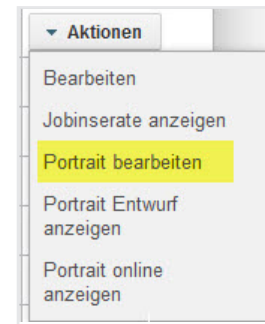 Aktionen
Bearbeiten
Jobinserate anzeigen
Portrait bearbeiten
Portrait Entwurf
anzeigen
Portrait online
anzeigen